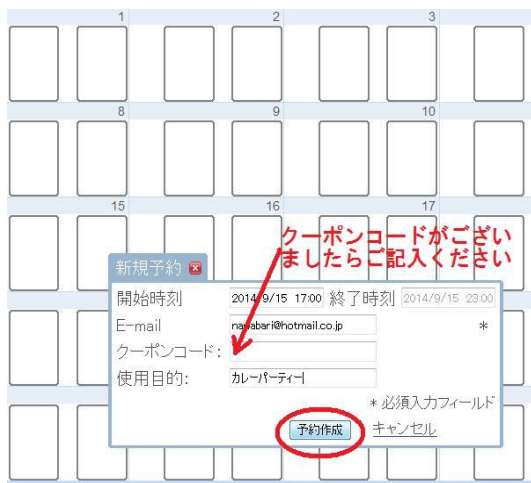 1 2 3
8 9 10
15 16 17
クーポンコードがござい
ましたらご記入ください
新規予約
開始時刻 2014/9/15 17:00 終了時刻 2014/9/15 23:00
E-mail nawabari@hotmail.co.jp *
クーポンコード:
使用目的: カレーパーティー
* 必須入力フィールド
予約作成 キャンセル